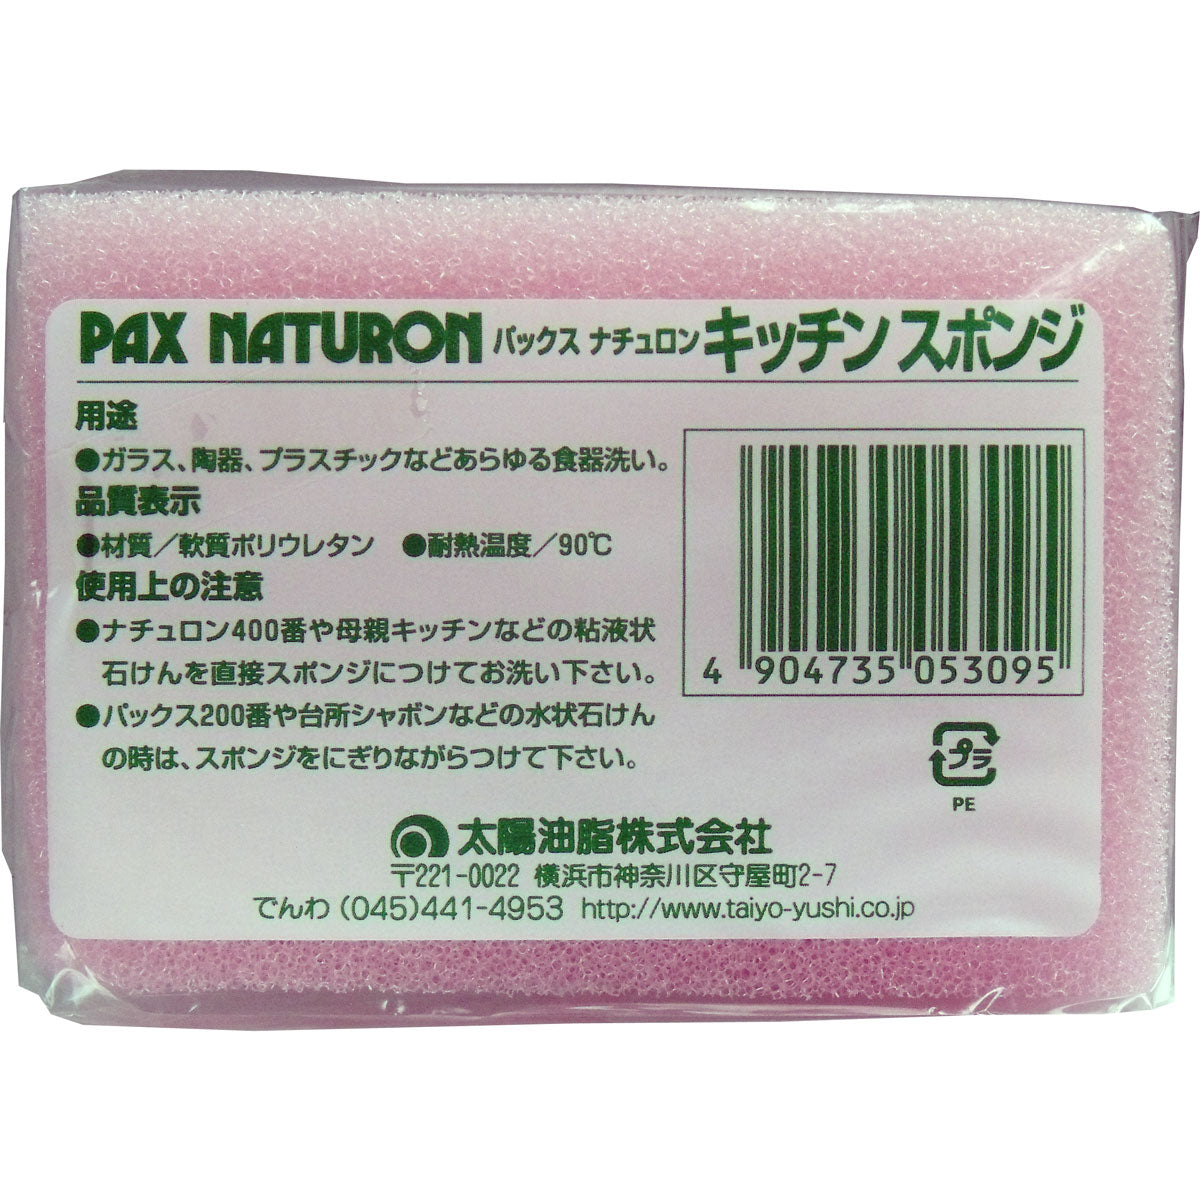 PAX NATURON パックス ナチュロン キッチン スポンジ
用途
●ガラス、陶器、プラスチックなどあらゆる食器洗い。
品質表示
●材質／軟質ポリウレタン ●耐熱温度／90℃
使用上の注意
●ナチュロン400番や母親キッチンなどの粘液状
石けんを直接スポンジにつけてお洗い下さい。
●パックス200番や台所シャボンなどの水状石けん
の時は、スポンジをにぎりながらつけて下さい。
4 904735 053095
プラ
PE
太陽油脂株式会社
〒221-0022 横浜市神奈川区守屋町2-7
でんわ (045)441-4953 http://www.taiyo-yushi.co.jp